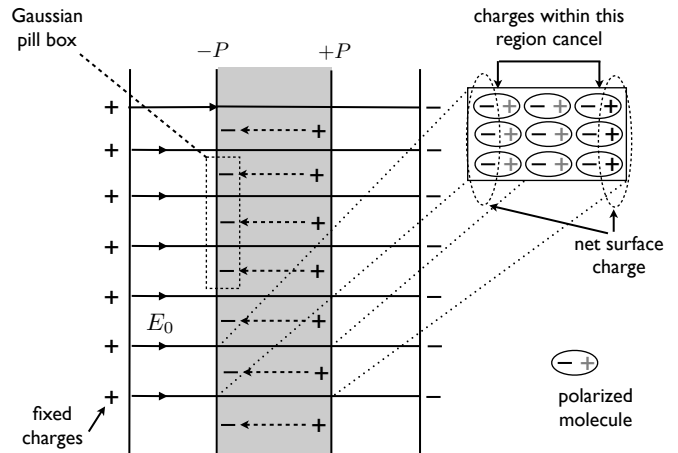 Gaussian
pill box
−P
+P
charges within this
region cancel
net surface
charge
E₀
fixed
charges
polarized
molecule